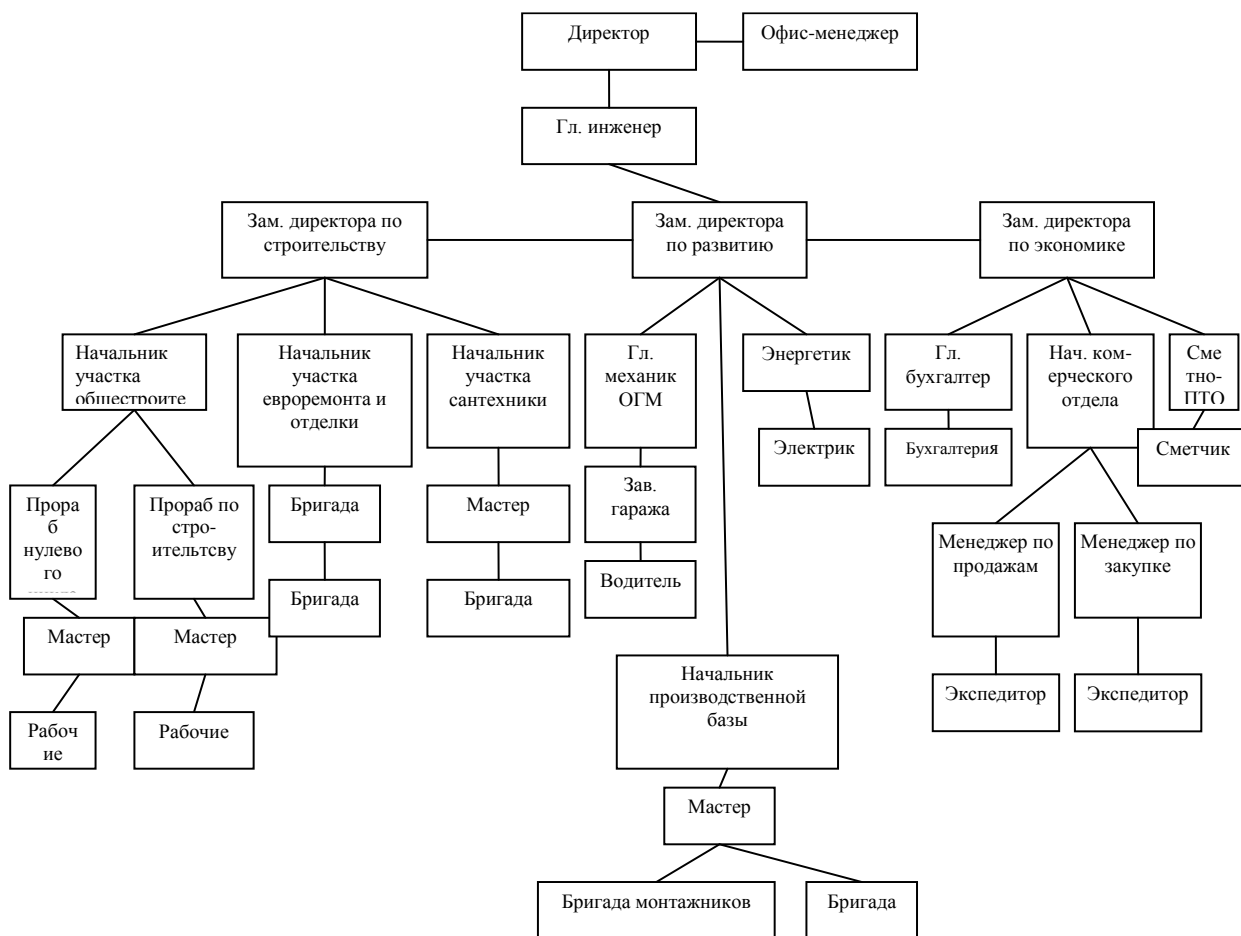 Директор
Офис-менеджер
Гл. инженер
Зам. директора по
строительству
Зам. директора
по развитию
Зам. директора
по экономике
Начальник
участка
общестроите
Начальник
участка
евроремонта и
отделки
Начальник
участка
сантехники
Гл.
механик
ОГМ
Энергетик
Гл.
бухгалтер
Нач. ком-
мерческого
отдела
Сме
тно-
ПТО
Электрик
Бухгалтерия
Сметчик
Прора
б
нулево
го
Прораб по
стро-
ительтсву
Бригада
Мастер
Зав.
гаража
Менеджер по
продажам
Менеджер по
закупке
Бригада
Бригада
Водитель
Мастер
Мастер
Начальник
производственной
базы
Экспедитор
Экспедитор
Рабоч
ие
Рабочие
Мастер
Бригада монтажников
Бригада